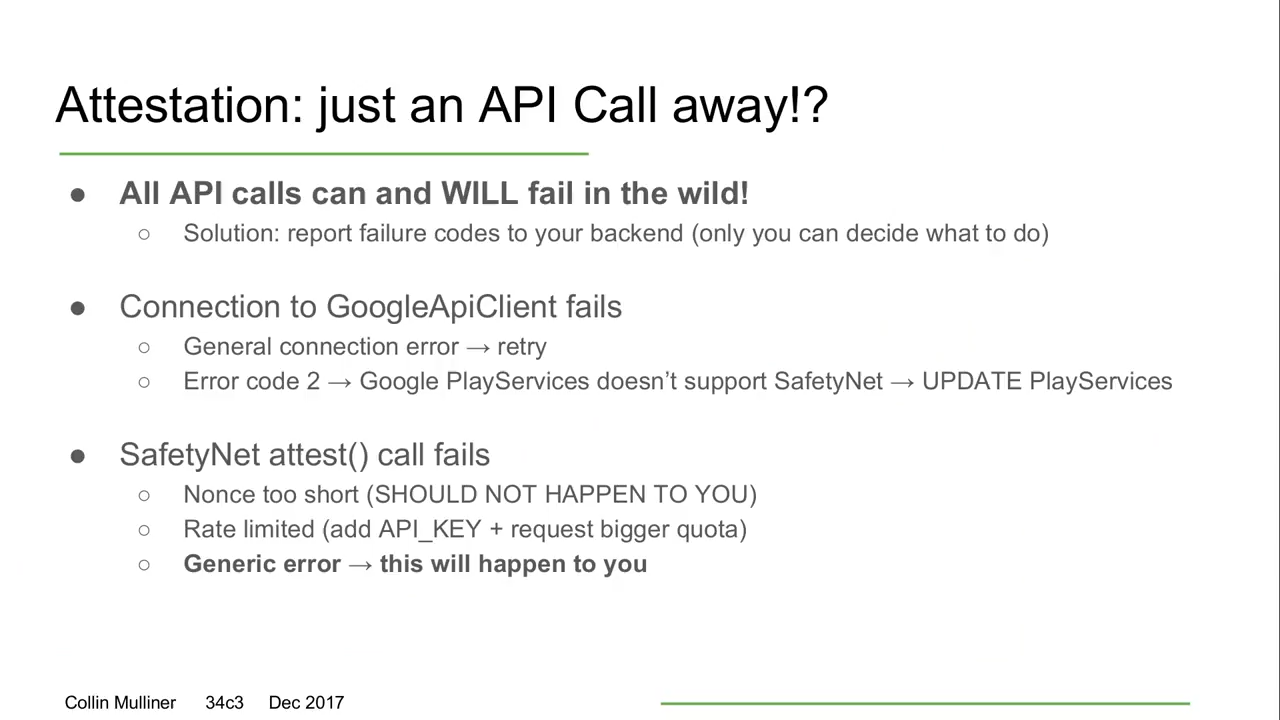 Attestation: just an API Call away!?
● All API calls can and WILL fail in the wild!
○ Solution: report failure codes to your backend (only you can decide what to do)
● Connection to GoogleApiClient fails
○ General connection error → retry
○ Error code 2 → Google PlayServices doesn’t support SafetyNet → UPDATE PlayServices
● SafetyNet attest() call fails
○ Nonce too short (SHOULD NOT HAPPEN TO YOU)
○ Rate limited (add API_KEY + request bigger quota)
○ Generic error → this will happen to you
Collin Mulliner 34c3 Dec 2017